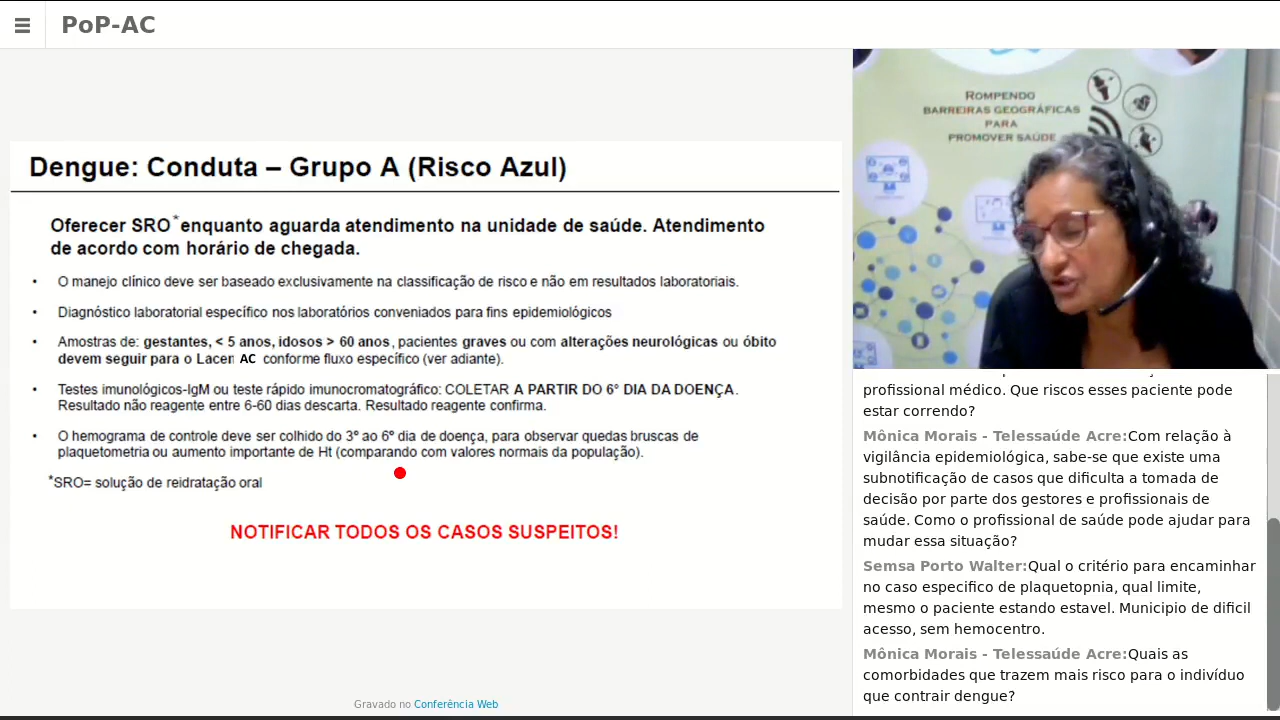 PoP-AC
Dengue: Conduta – Grupo A (Risco Azul)
Oferecer SRO* enquanto aguarda atendimento na unidade de saúde. Atendimento
de acordo com horário de chegada.
• O manejo clínico deve ser baseado exclusivamente na classificação de risco e não em resultados laboratoriais.
• Diagnóstico laboratorial específico nos laboratórios conveniados para fins epidemiológicos
• Amostras de: gestantes, < 5 anos, idosos > 60 anos, pacientes graves ou com alterações neurológicas ou óbito
devem seguir para o Lacen AC conforme fluxo específico (ver adiante).
• Testes imunológicos-IgM ou teste rápido imunocromatográfico: COLETAR A PARTIR DO 6° DIA DA DOENÇA.
Resultado não reagente entre 6-60 dias descarta. Resultado reagente confirma.
• O hemograma de controle deve ser colhido do 3º ao 6º dia de doença, para observar quedas bruscas de
plaquetometria ou aumento importante de Ht (comparando com valores normais da população).
*SRO= solução de reidratação oral
NOTIFICAR TODOS OS CASOS SUSPEITOS!
Gravado no Conferência Web
ROMPENDO
BARREIRAS GEOGRÁFICAS
PARA
PROMOVER SAÚDE
profissional médico. Que riscos esses paciente pode
estar correndo?
Mônica Morais - Telessaúde Acre:Com relação à
vigilância epidemiológica, sabe-se que existe uma
subnotificação de casos que dificulta a tomada de
decisão por parte dos gestores e profissionais de
saúde. Como o profissional de saúde pode ajudar para
mudar essa situação?
Semsa Porto Walter:Qual o critério para encaminhar
no caso especifico de plaquetopnia, qual limite,
mesmo o paciente estando estavel. Municipio de dificil
acesso, sem hemocentro.
Mônica Morais - Telessaúde Acre:Quais as
comorbidades que trazem mais risco para o indivíduo
que contrair dengue?